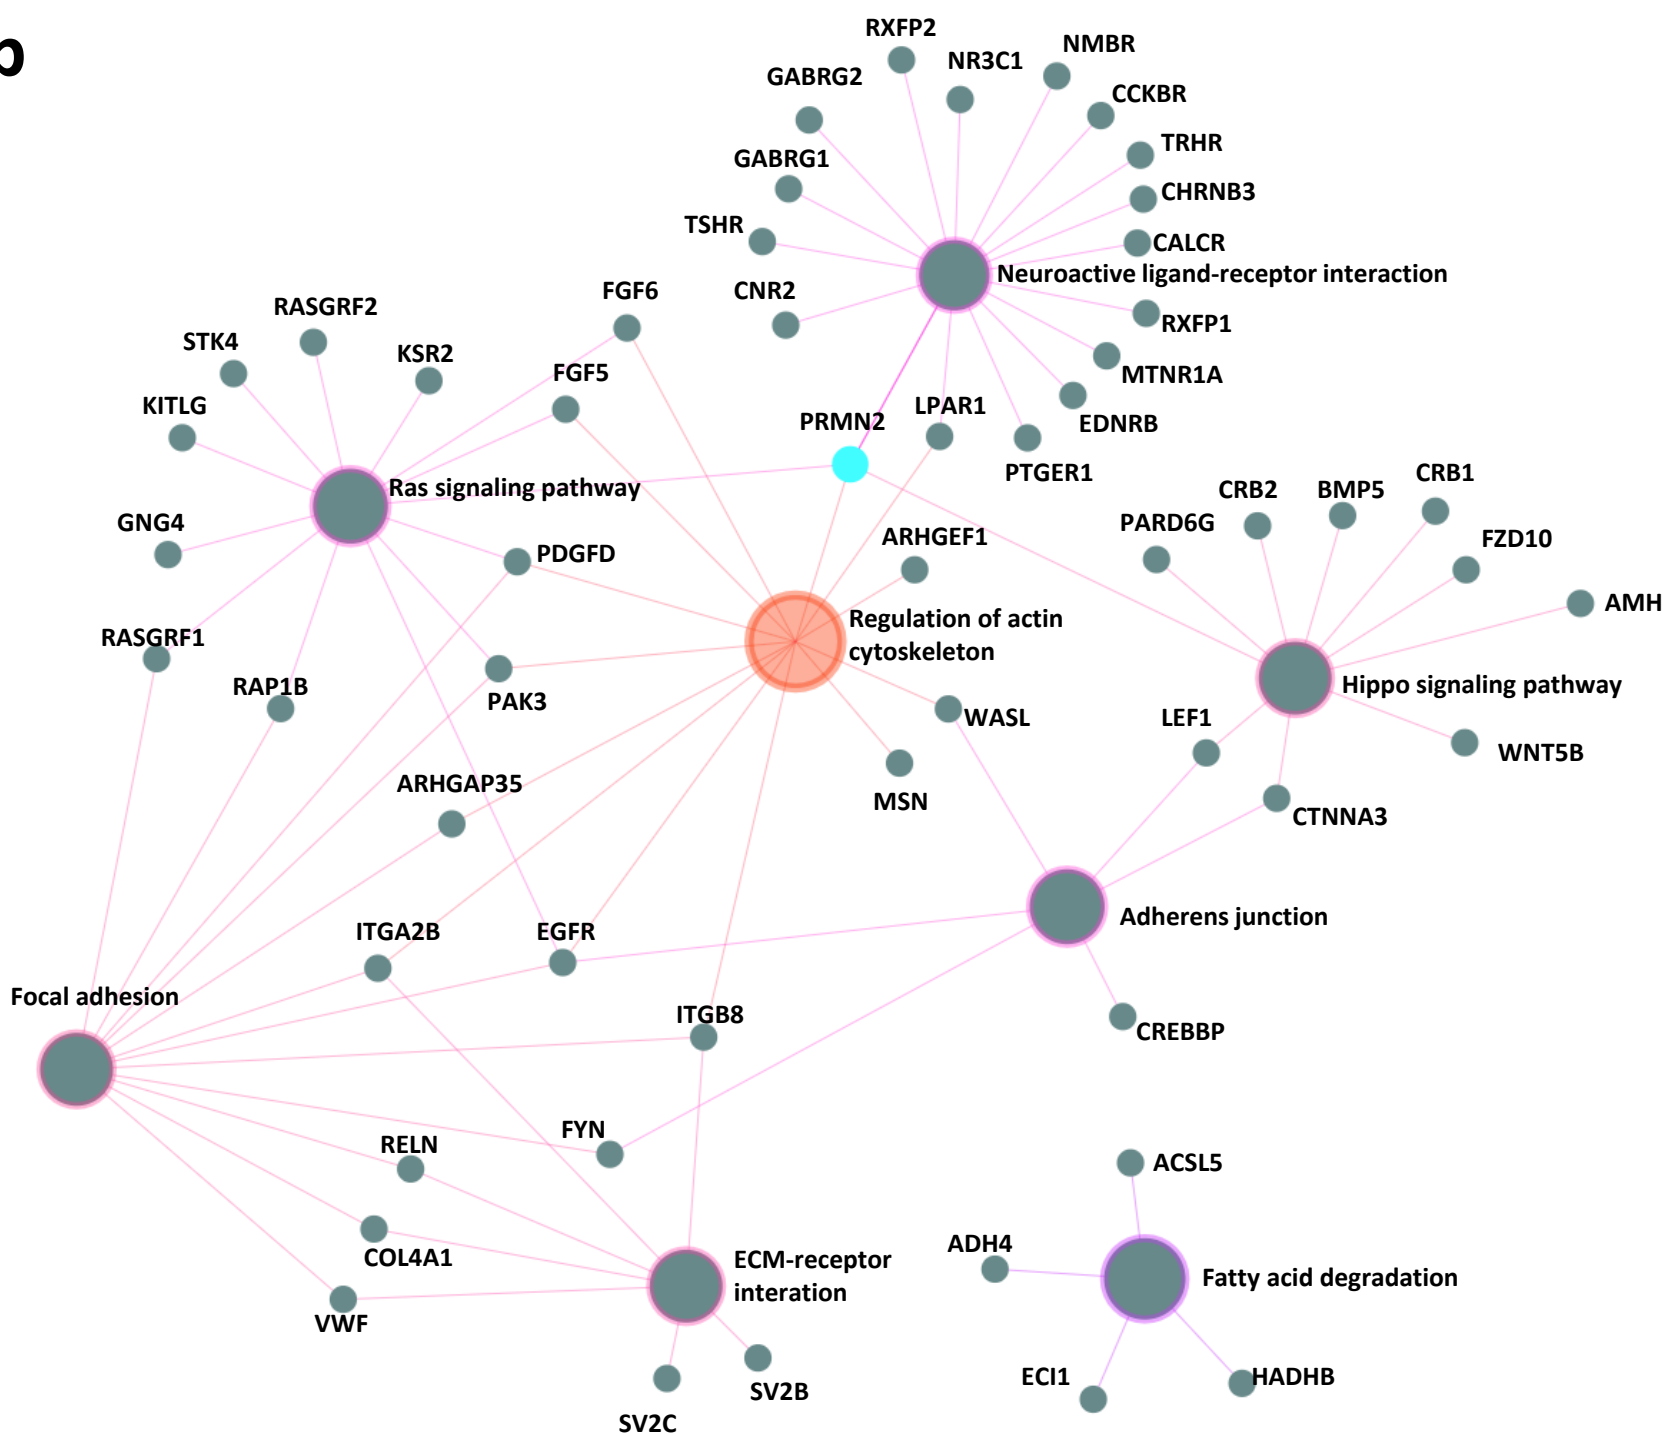 b
RXFP2
NMBR
NR3C1
GABRG2
CCKBR
TRHR
GABRG1
CHRNB3
TSHR
CALCR
Neuroactive ligand-receptor interaction
CNR2
FGF6
RASGRF2
RXFP1
STK4
KSR2
FGF5
MTNR1A
KITLG
PRMN2
LPAR1
EDNRB
PTGER1
CRB1
CRB2
BMP5
Ras signaling pathway
GNG4
PARD6G
ARHGEF1
FZD10
PDGFD
AMH
Regulation of actin
cytoskeleton
RASGRF1
RAP1B
Hippo signaling pathway
PAK3
WASL
LEF1
WNT5B
ARHGAP35
MSN
CTNNA3
Adherens junction
ITGA2B
EGFR
Focal adhesion
ITGB8
CREBBP
FYN
RELN
ACSL5
ADH4
COL4A1
ECM-receptor
interation
Fatty acid degradation
VWF
ECI1
HADHB
SV2B
SV2C